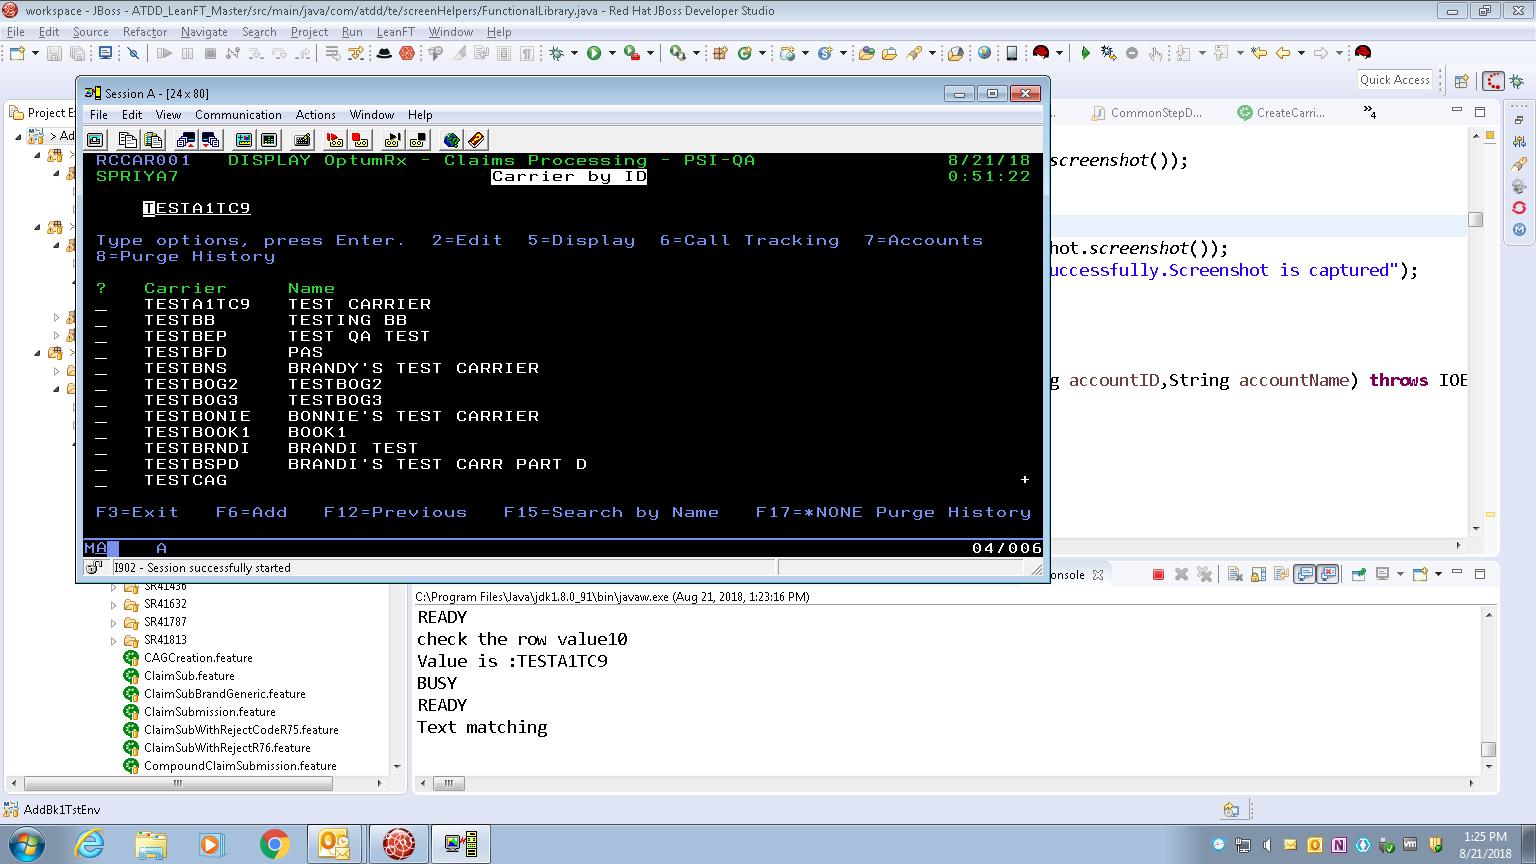 workspace - JBoss - ATDD_LeanFT_Master/src/main/java/com/atdd/te/screenHelpers/FunctionalLibrary.java - Red Hat JBoss Developer Studio
File Edit Source Refactor Navigate Search Project Run LeanFT Window Help
Quick Access
Project Ex
CommonStepD...
CreateCarri...
4
> Ad
Session A - [24 x 80]
File Edit View Communication Actions Window Help
RCCAR001 DISPLAY OptumRx - Claims Processing - PSI-QA 8/21/18
SPRIYA7 Carrier by ID 0:51:22
TESTA1TC9
Type options, press Enter. 2=Edit 5=Display 6=Call Tracking 7=Accounts
8=Purge History
? Carrier Name
_ TESTA1TC9 TEST CARRIER
_ TESTBB TESTING BB
_ TESTBEP TEST QA TEST
_ TESTBFD PAS
_ TESTBNS BRANDY'S TEST CARRIER
_ TESTBOG2 TESTBOG2
_ TESTBOG3 TESTBOG3
_ TESTBONIE BONNIE'S TEST CARRIER
_ TESTBOOK1 BOOK1
_ TESTBRNDI BRANDI TEST
_ TESTBSPD BRANDI'S TEST CARR PART D
_ TESTCAG +
F3=Exit F6=Add F12=Previous F15=Search by Name F17=*NONE Purge History
MA A 04/006
I902 - Session successfully started
screenshot());
hot.screenshot());
uccessfully.Screenshot is captured");
g accountID,String accountName) throws IOE
SR41436
SR41632
SR41787
SR41813
CAGCreation.feature
ClaimSub.feature
ClaimSubBrandGeneric.feature
ClaimSubmission.feature
ClaimSubWithRejectCodeR75.feature
ClaimSubWithRejectR76.feature
CompoundClaimSubmission.feature
onsole
C:\Program Files\Java\jdk1.8.0_91\bin\javaw.exe (Aug 21, 2018, 1:23:16 PM)
READY
check the row value10
Value is :TESTA1TC9
BUSY
READY
Text matching
AddBk1TstEnv
1:25 PM
8/21/2018